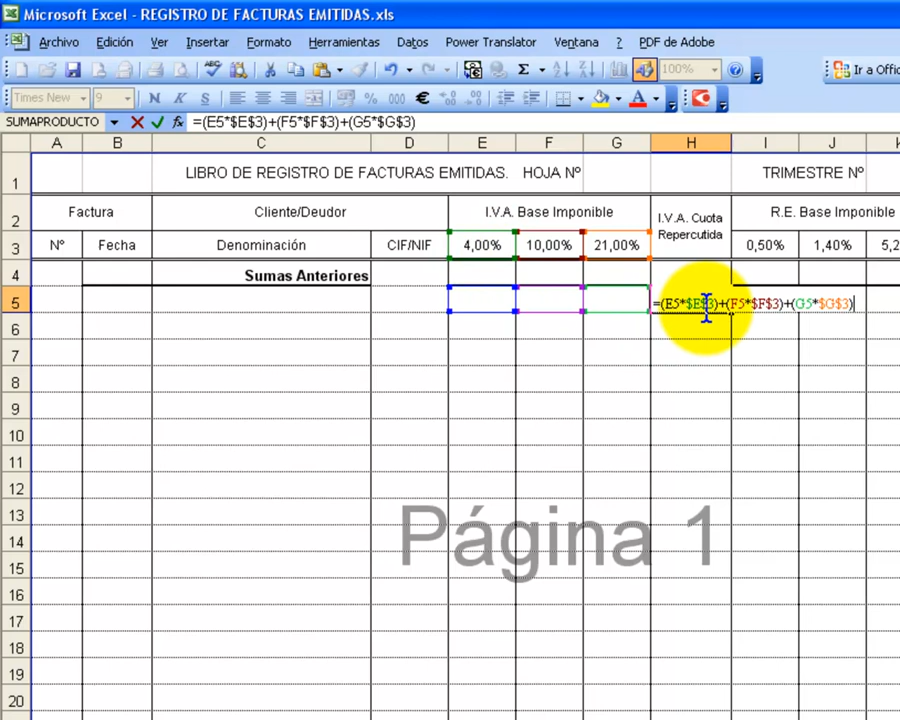 Microsoft Excel - REGISTRO DE FACTURAS EMITIDAS.xls
Archivo Edición Ver Insertar Formato Herramientas Datos Power Translator Ventana ? PDF de Adobe
100% Ir a Ofic
Times New 9 N K S % 000 €
SUMAPRODUCTO =(E5*$E$3)+(F5*$F$3)+(G5*$G$3)
A B C D E F G H I J K
1 LIBRO DE REGISTRO DE FACTURAS EMITIDAS. HOJA Nº TRIMESTRE Nº
2 Factura Cliente/Deudor I.V.A. Base Imponible I.V.A. Cuota Repercutida R.E. Base Imponible
3 Nº Fecha Denominación CIF/NIF 4,00% 10,00% 21,00% 0,50% 1,40% 5,2
4 Sumas Anteriores
5 =(E5*$E$3)+(F5*$F$3)+(G5*$G$3)
6
7
8
9
10
11
12
13
14
15
16
17
18
19
20
Página 1